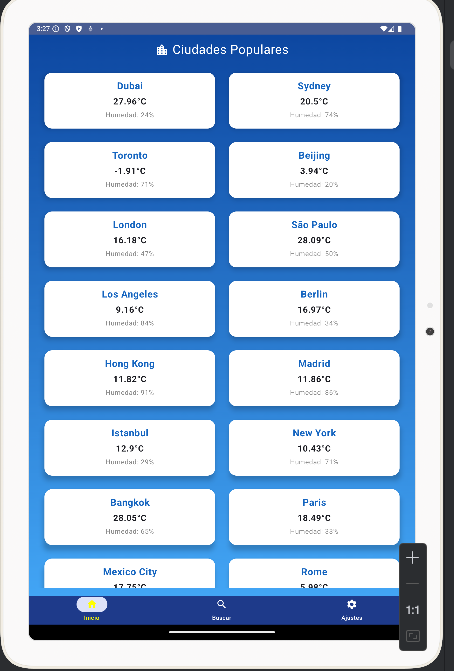 3:27
Ciudades Populares
Dubai
27.96°C
Humedad: 24%
Sydney
20.5°C
Humedad: 74%
Toronto
-1.91°C
Humedad: 71%
Beijing
3.94°C
Humedad: 20%
London
16.18°C
Humedad: 47%
São Paulo
28.09°C
Humedad: 50%
Los Angeles
9.16°C
Humedad: 84%
Berlin
16.97°C
Humedad: 34%
Hong Kong
11.82°C
Humedad: 91%
Madrid
11.86°C
Humedad: 86%
Istanbul
12.9°C
Humedad: 29%
New York
10.43°C
Humedad: 71%
Bangkok
28.05°C
Humedad: 65%
Paris
18.49°C
Humedad: 33%
Mexico City
17.75°C
Rome
5.98°C
Inicio
Buscar
Ajustes
1:1